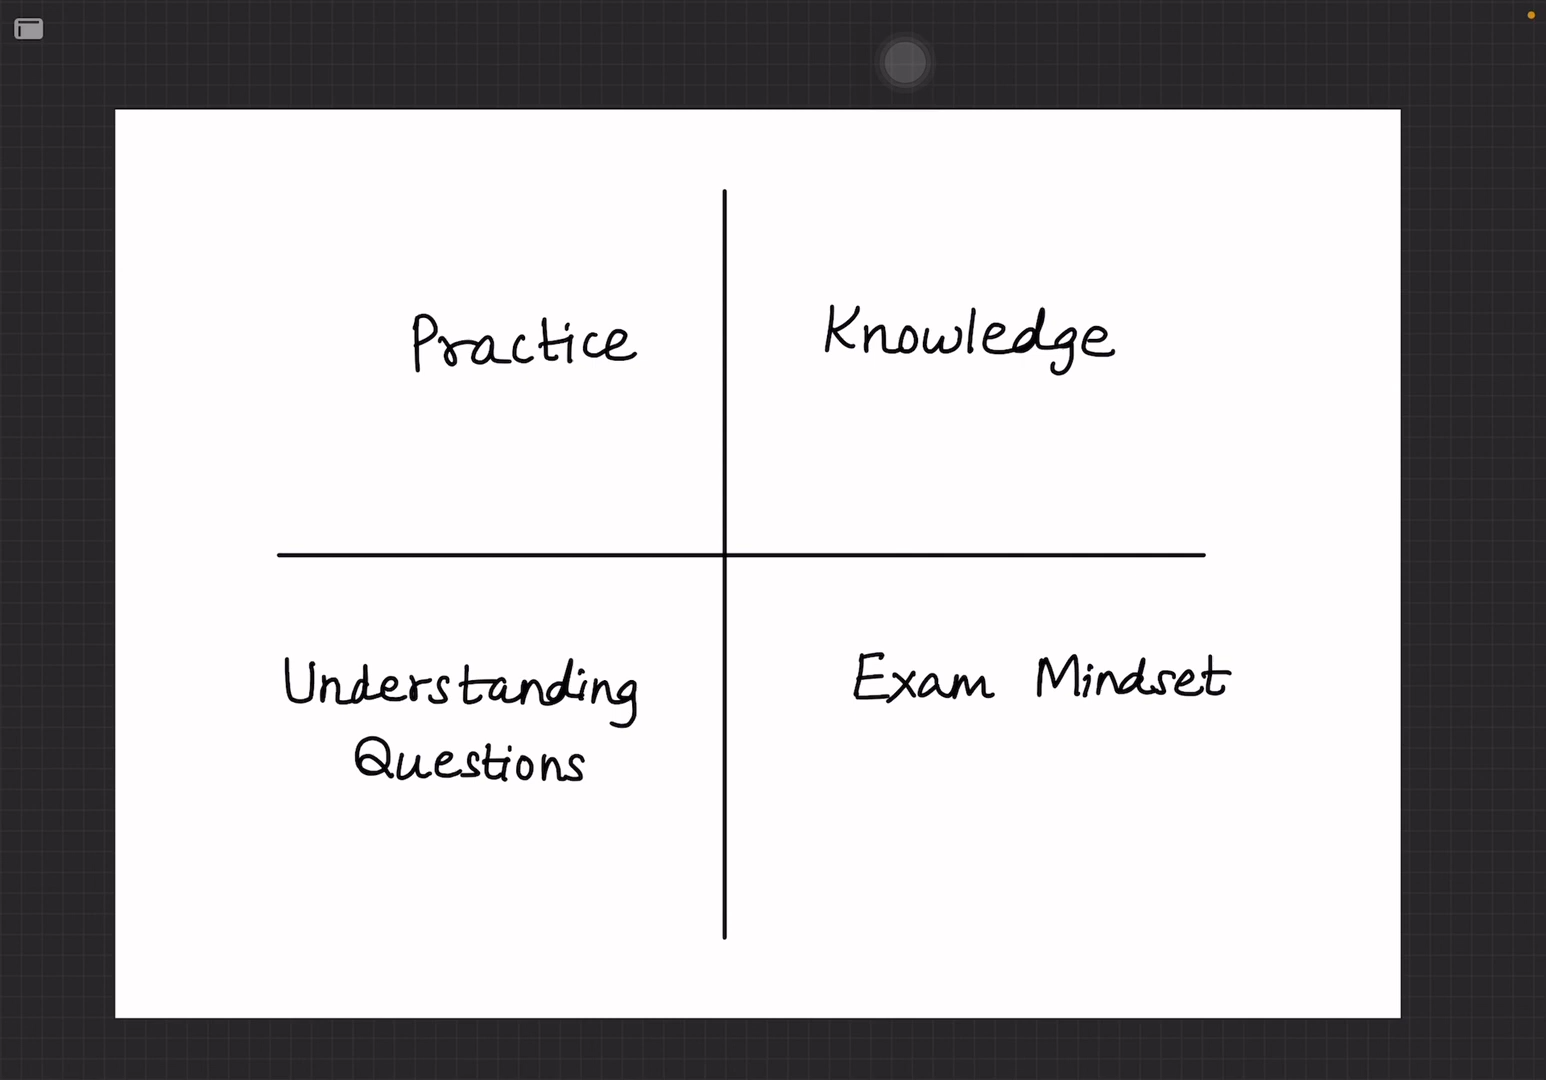 Practice
Knowledge
Understanding
Questions
Exam Mindset